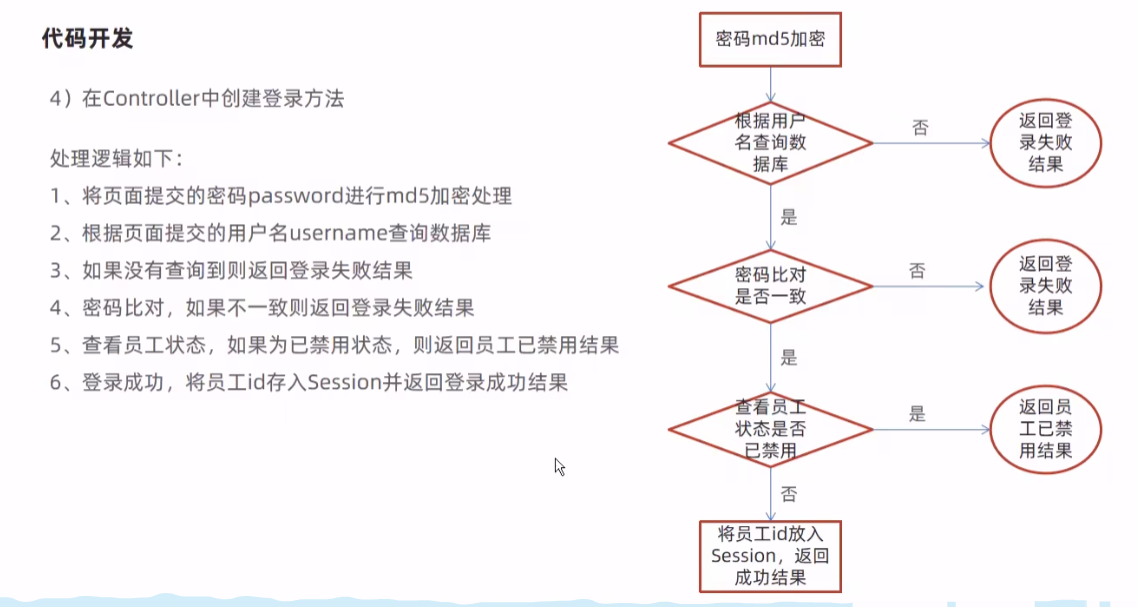 代码开发
4）在Controller中创建登录方法
处理逻辑如下：
1、将页面提交的密码password进行md5加密处理
2、根据页面提交的用户名username查询数据库
3、如果没有查询到则返回登录失败结果
4、密码比对，如果不一致则返回登录失败结果
5、查看员工状态，如果为已禁用状态，则返回员工已禁用结果
6、登录成功，将员工id存入Session并返回登录成功结果
密码md5加密
根据用户
名查询数
据库
否
返回登
录失败
结果
是
密码比对
是否一致
否
返回登
录失败
结果
是
查看员工
状态是否
已禁用
是
返回员
工已禁
用结果
否
将员工id放入
Session，返回
成功结果